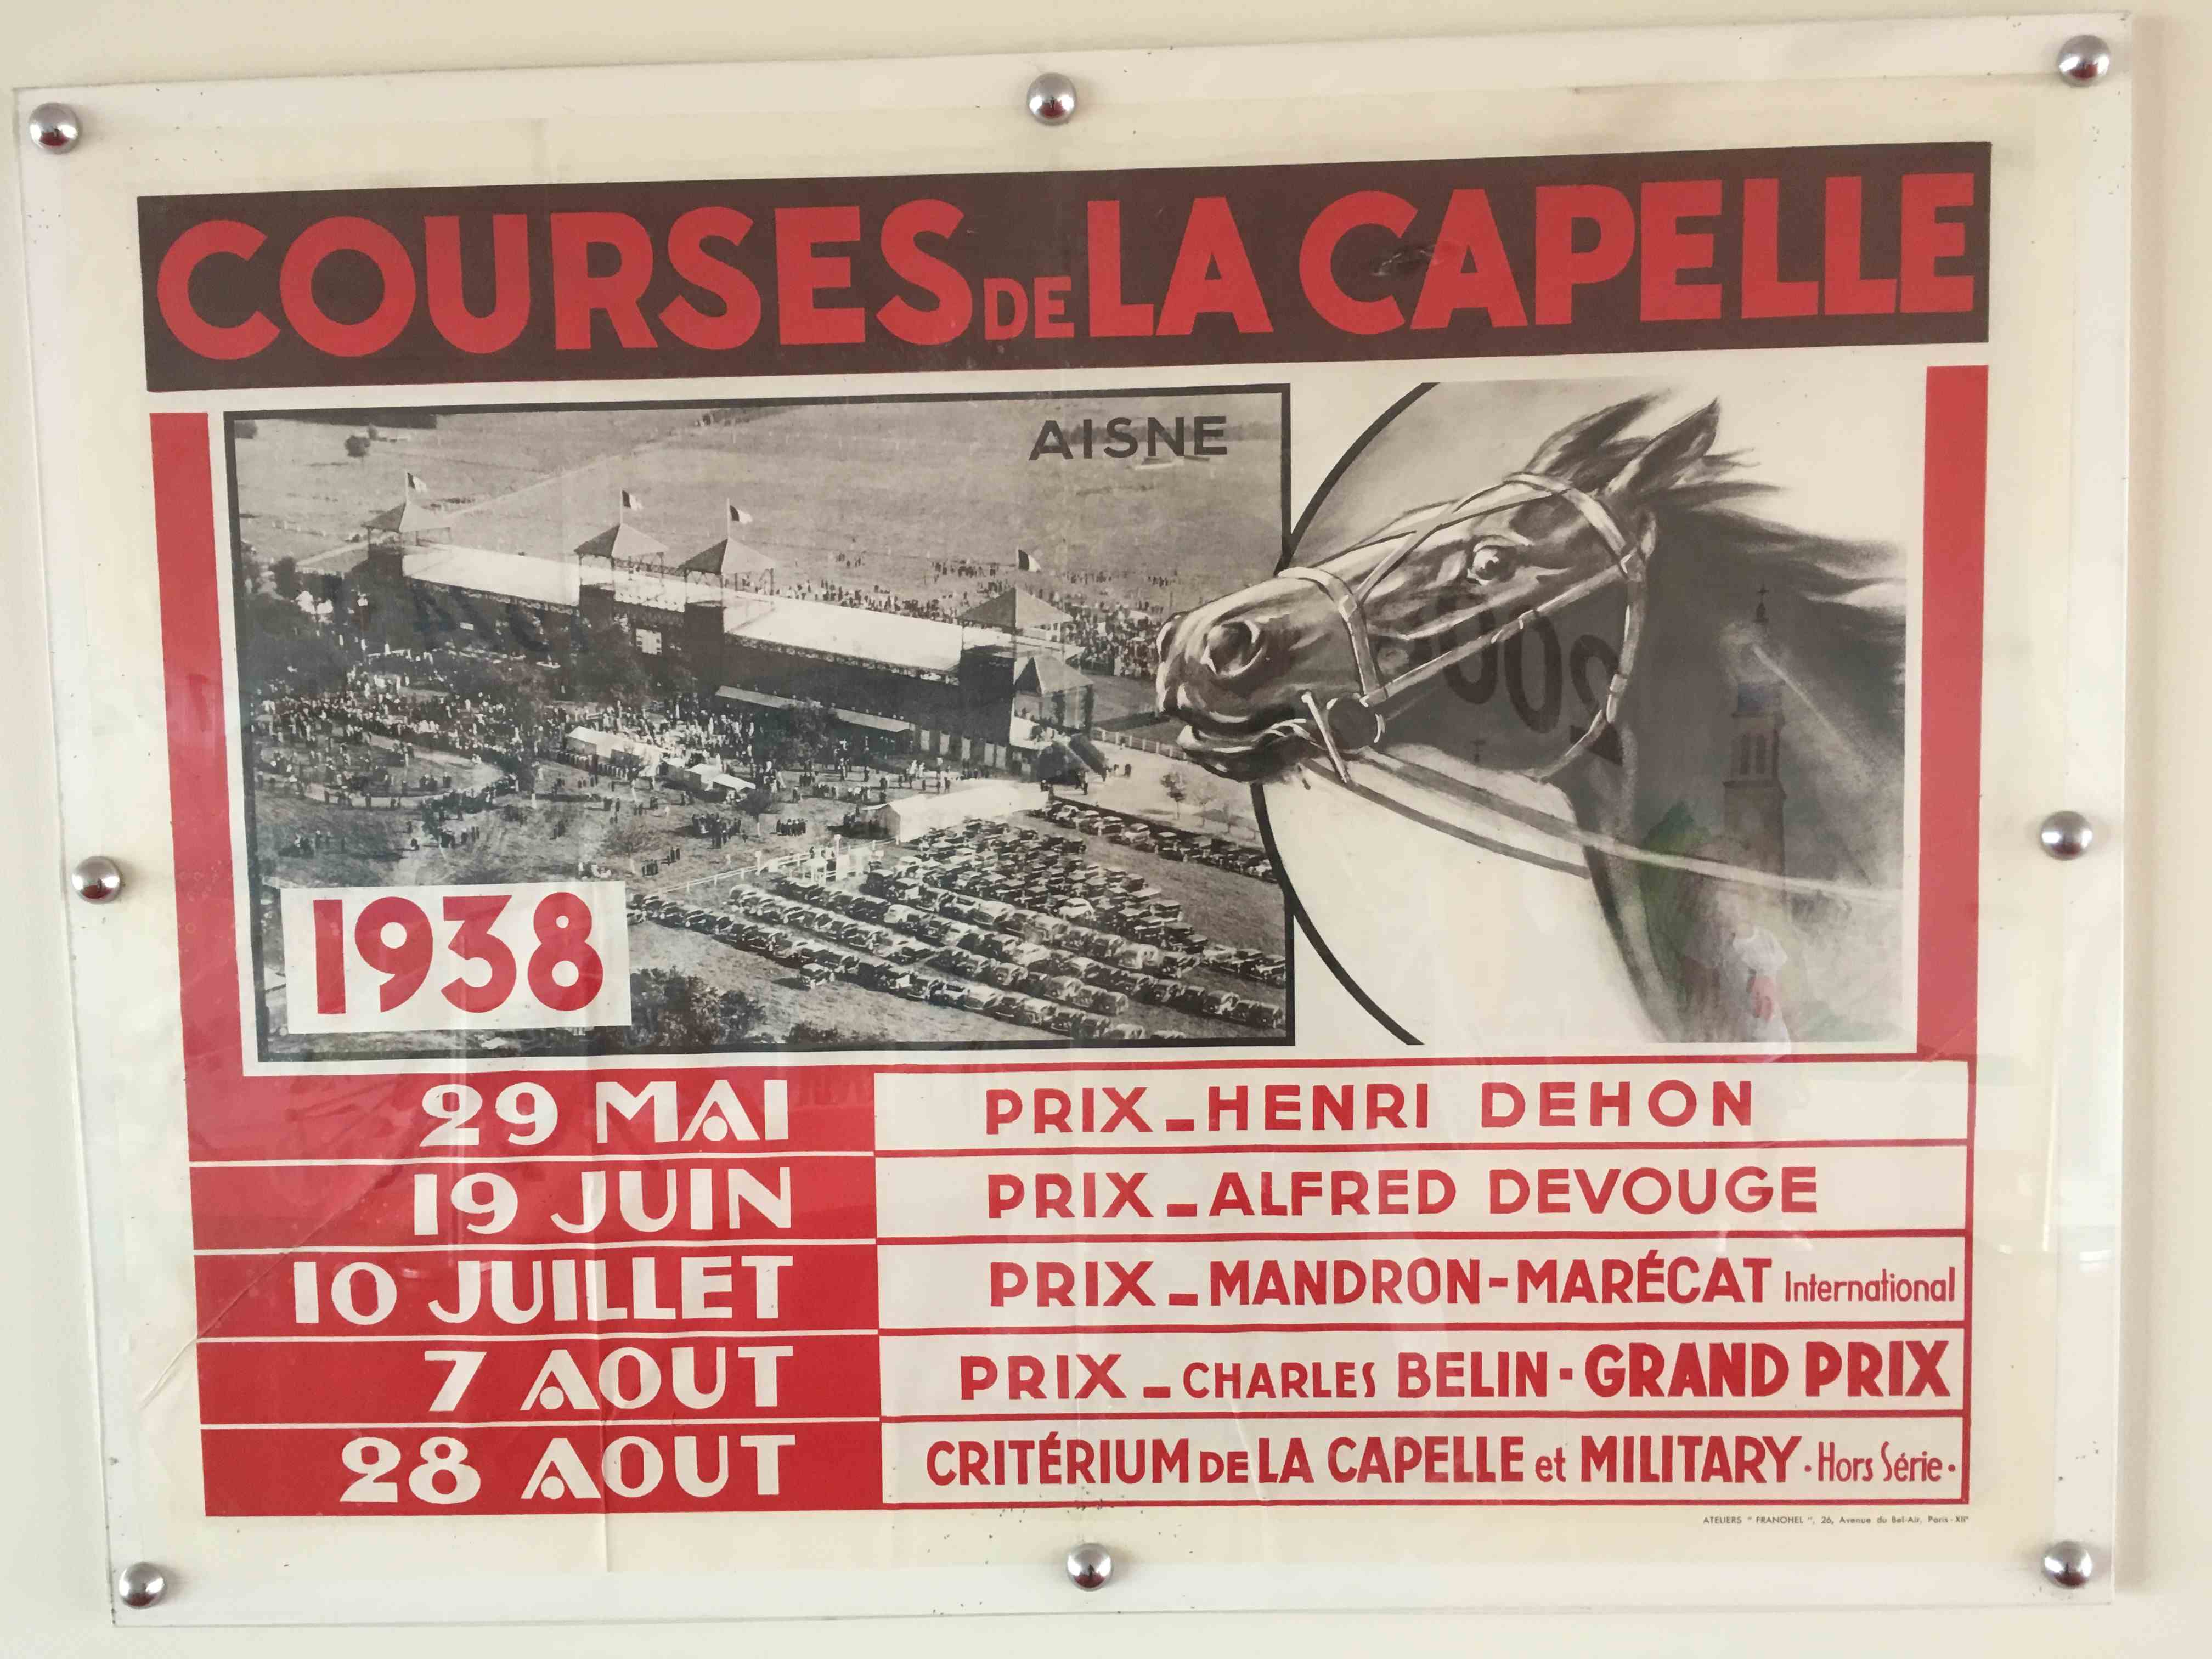 COURSES DE LA CAPELLE
AISNE
1938
29 MAI PRIX_HENRI DEHON
19 JUIN PRIX_ALFRED DEVOUGE
10 JUILLET PRIX_MANDRON-MARÉCAT International
7 AOUT PRIX_CHARLES BELIN-GRAND PRIX
28 AOUT CRITÉRIUM DE LA CAPELLE et MILITARY·Hors Série·
ATELIERS " FRANOHEL ", 26, Avenue du Bel-Air, Paris-XIIe